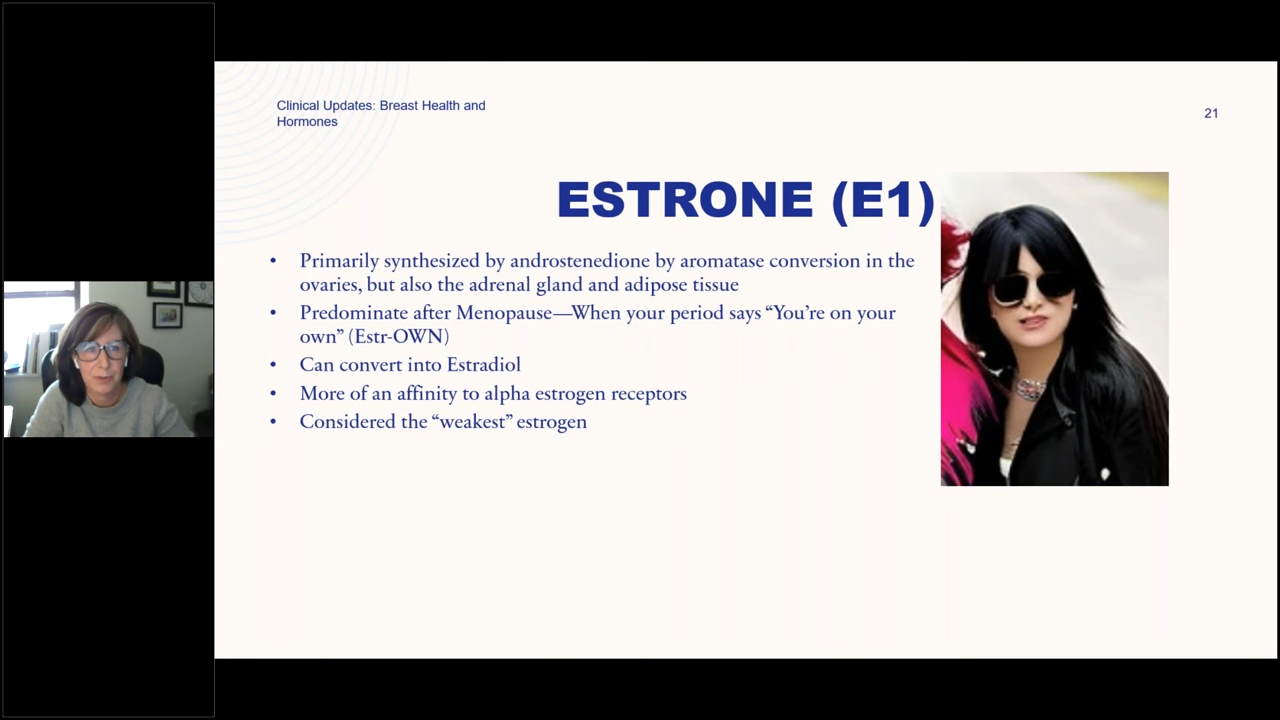 Clinical Updates: Breast Health and
Hormones
21
ESTRONE (E1)
• Primarily synthesized by androstenedione by aromatase conversion in the
ovaries, but also the adrenal gland and adipose tissue
• Predominate after Menopause—When your period says “You’re on your
own” (Estr-OWN)
• Can convert into Estradiol
• More of an affinity to alpha estrogen receptors
• Considered the “weakest” estrogen